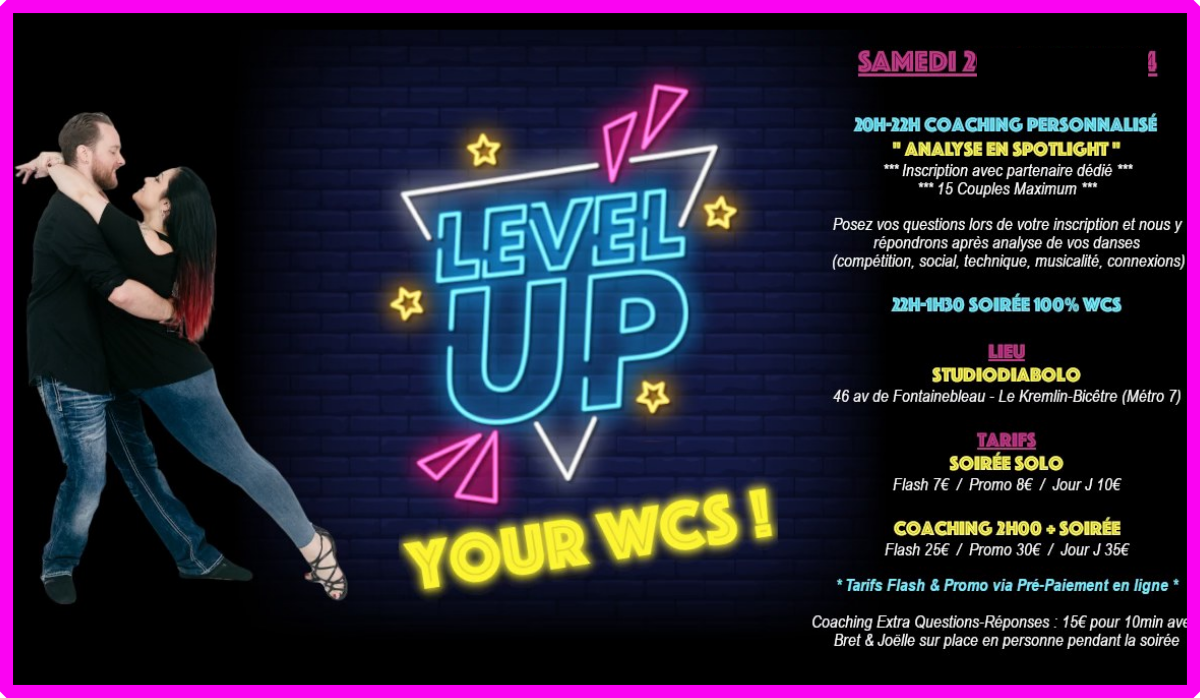 SAMEDI 2 4
20H-22H COACHING PERSONNALISÉ
" ANALYSE EN SPOTLIGHT "
*** Inscription avec partenaire dédié ***
*** 15 Couples Maximum ***
Posez vos questions lors de votre inscription et nous y
répondrons après analyse de vos danses
(compétition, social, technique, musicalité, connexions)
22H-1H30 SOIRÉE 100% WCS
LIEU
STUDIODIABOLO
46 av de Fontainebleau - Le Kremlin-Bicêtre (Métro 7)
TARIFS
SOIRÉE SOLO
Flash 7€ / Promo 8€ / Jour J 10€
COACHING 2H00 + SOIRÉE
Flash 25€ / Promo 30€ / Jour J 35€
* Tarifs Flash & Promo via Pré-Paiement en ligne *
Coaching Extra Questions-Réponses : 15€ pour 10min ave
Bret & Joëlle sur place en personne pendant la soirée
LEVEL
UP
YOUR WCS !